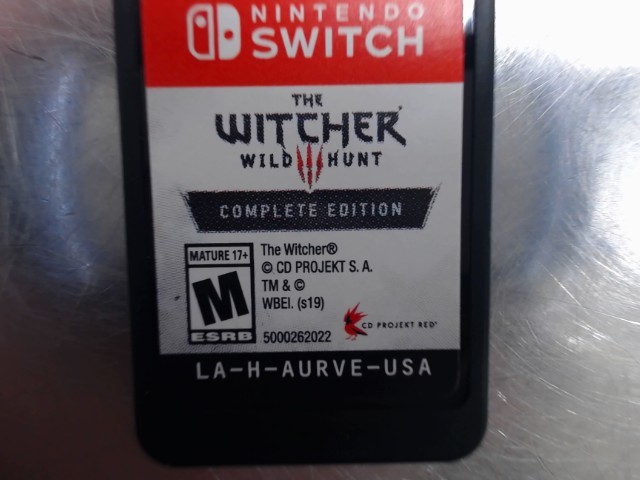 NINTENDO
SWITCH
THE
WITCHER®
WILD III HUNT
COMPLETE EDITION
MATURE 17+
M
ESRB
The Witcher®
© CD PROJEKT S. A.
TM & ©
WBEI. (s19)
5000262022
CD PROJEKT RED®
LA-H-AURVE-USA